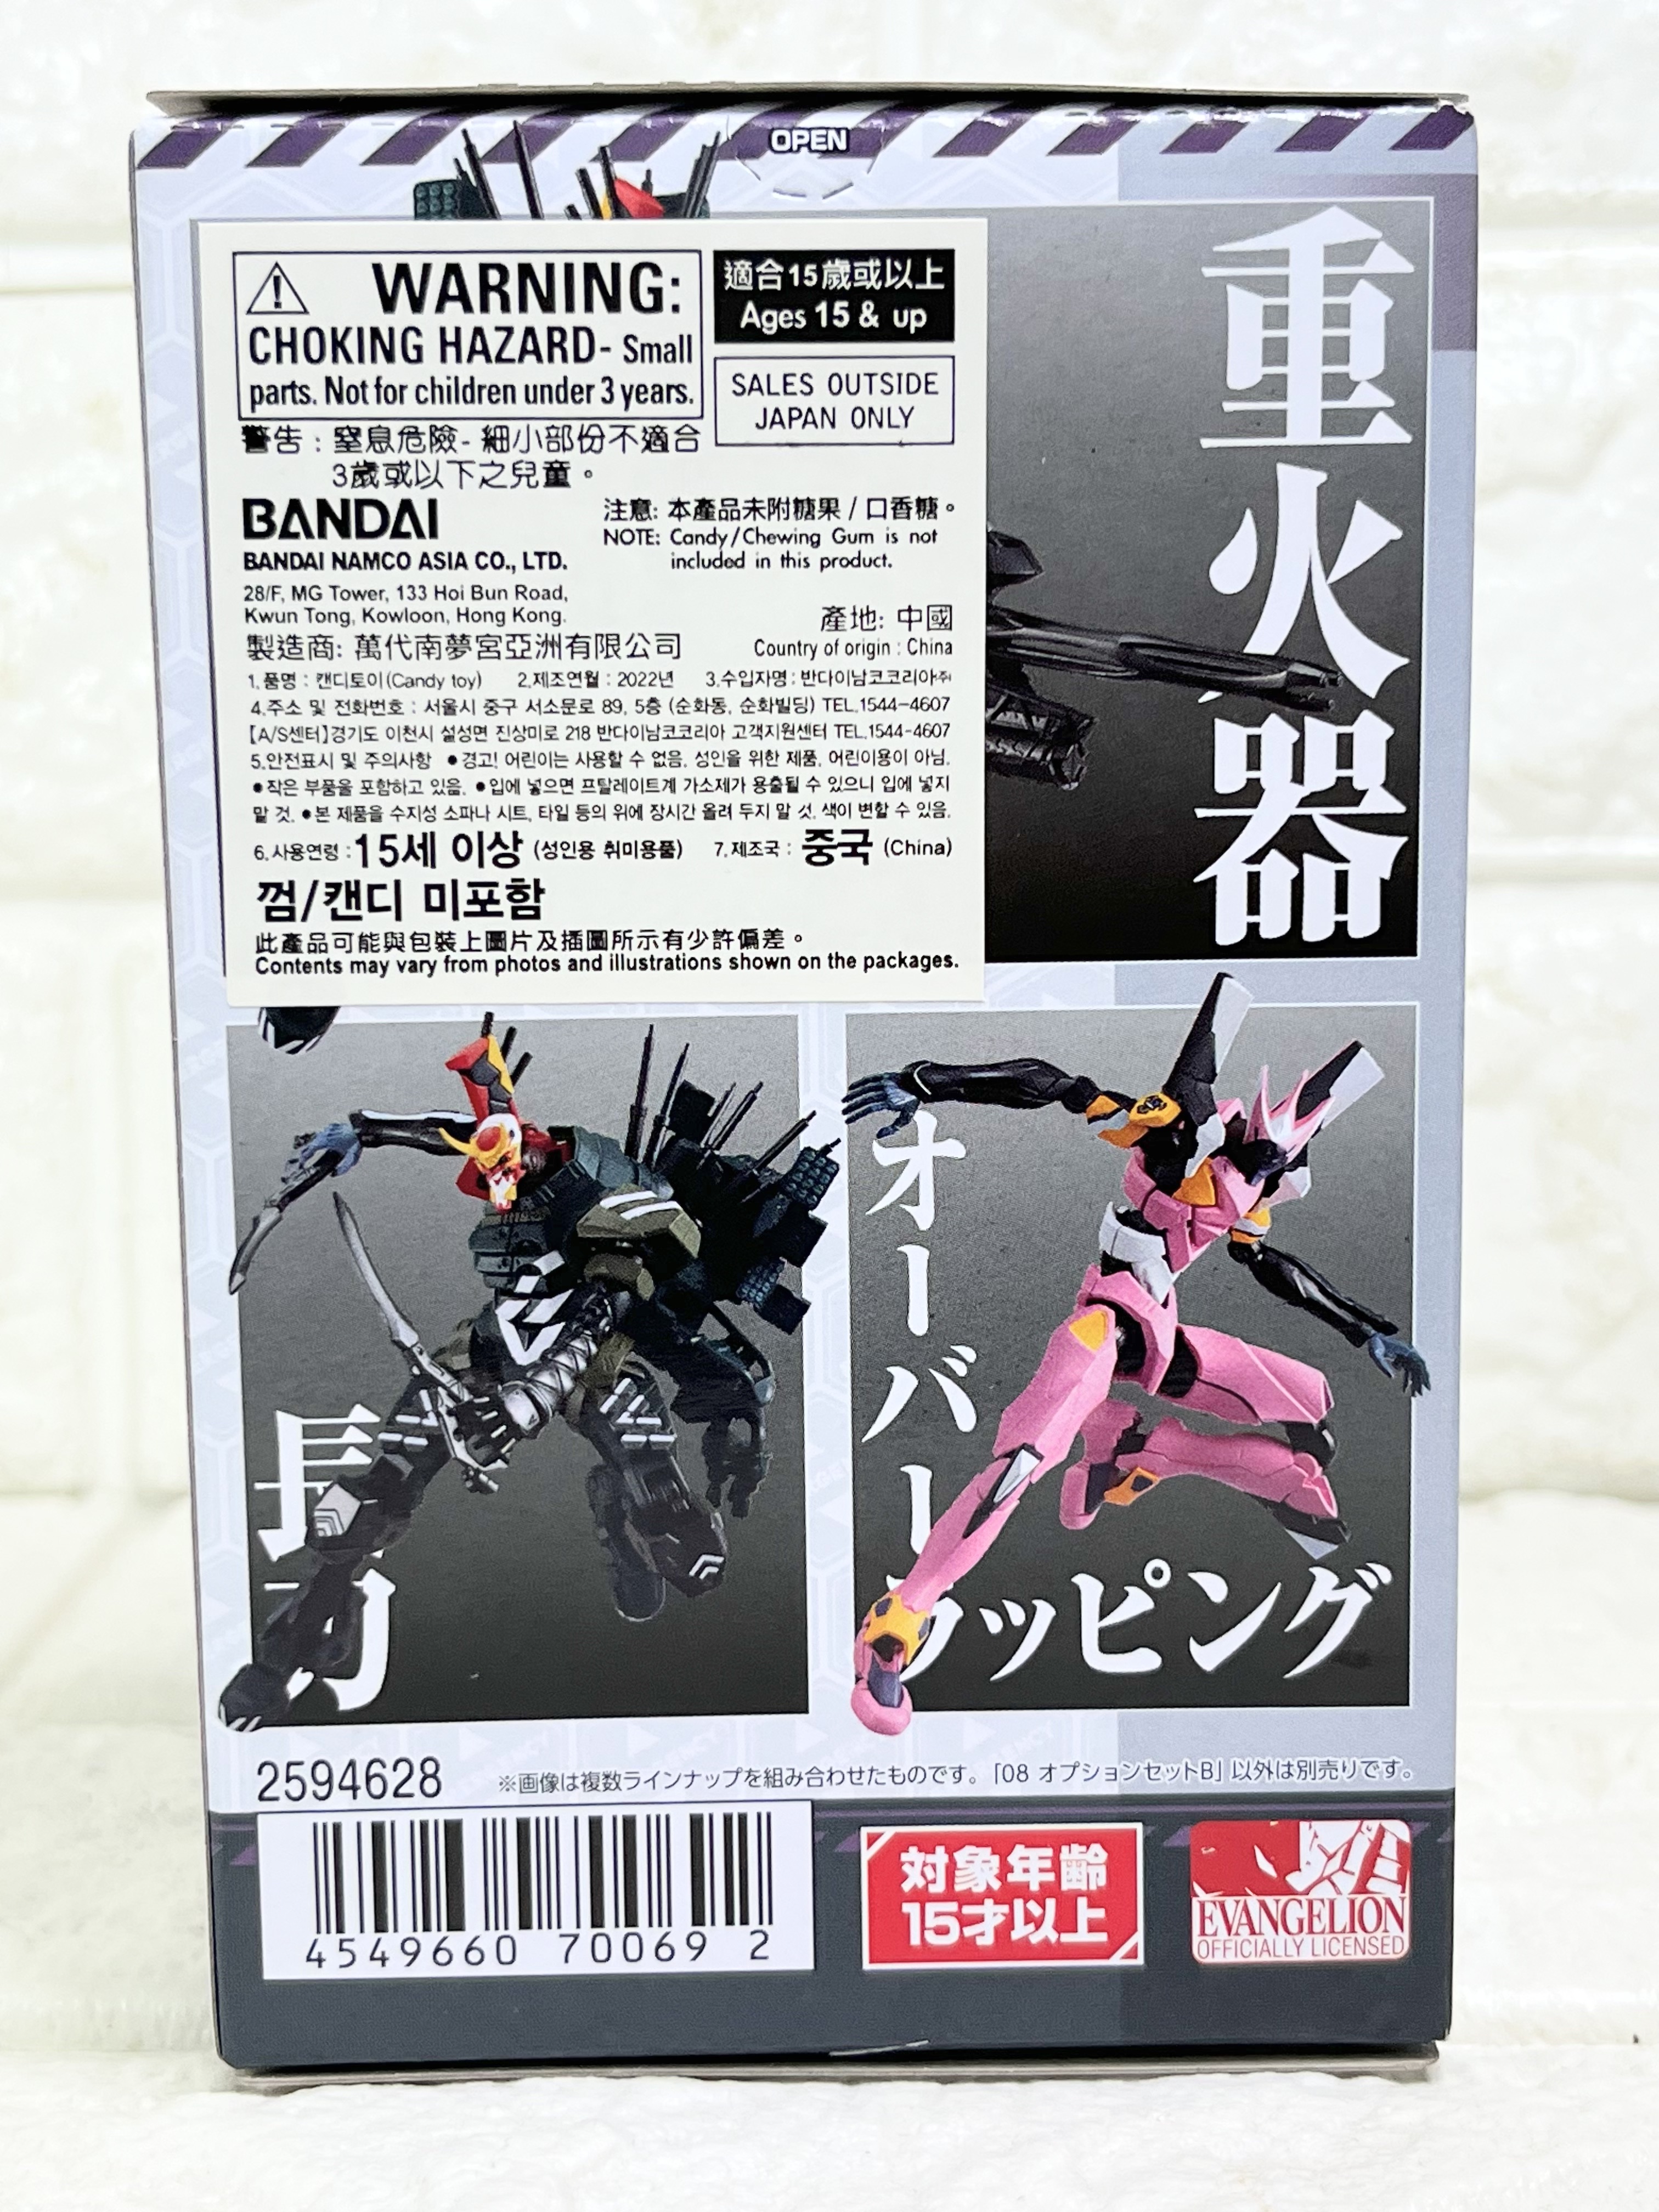 OPEN
重火器
WARNING:
CHOKING HAZARD- Small
parts. Not for children under 3 years.
適合15歲或以上
Ages 15 & up
SALES OUTSIDE
JAPAN ONLY
警告：窒息危險- 細小部份不適合
3歲或以下之兒童。
BANDAI
BANDAI NAMCO ASIA CO., LTD.
28/F, MG Tower, 133 Hoi Bun Road,
Kwun Tong, Kowloon, Hong Kong.
製造商: 萬代南夢宮亞洲有限公司
注意: 本產品未附糖果 / 口香糖。
NOTE: Candy/Chewing Gum is not
included in this product.
產地: 中國
Country of origin : China
1.품명 : 캔디토이(Candy toy) 2.제조연월 : 2022년 3.수입자명 : 반다이남코코리아㈜
4.주소 및 전화번호 : 서울시 중구 서소문로 89, 5층 (순화동, 순화빌딩) TEL.1544-4607
【A/S센터】경기도 이천시 설성면 진상미로 218 반다이남코코리아 고객지원센터 TEL.1544-4607
5.안전표시 및 주의사항 ●경고! 어린이는 사용할 수 없음. 성인을 위한 제품, 어린이용이 아님.
●작은 부품을 포함하고 있음. ●입에 넣으면 프탈레이트계 가소제가 용출될 수 있으니 입에 넣지
말 것. ●본 제품을 수지성 소파나 시트, 타일 등의 위에 장시간 올려 두지 말 것. 색이 변할 수 있음.
6.사용연령 : 15세 이상 (성인용 취미용품) 7.제조국 : 중국 (China)
껌/캔디 미포함
此產品可能與包裝上圖片及插圖所示有少許偏差。
Contents may vary from photos and illustrations shown on the packages.
長刀
オーバー
ラッピング
2594628
※画像は複数ラインナップを組み合わせたものです。「08 オプションセットB」以外は別売りです。
4549660 70069 2
対象年齢
15才以上
EVANGELION
OFFICIALLY LICENSED